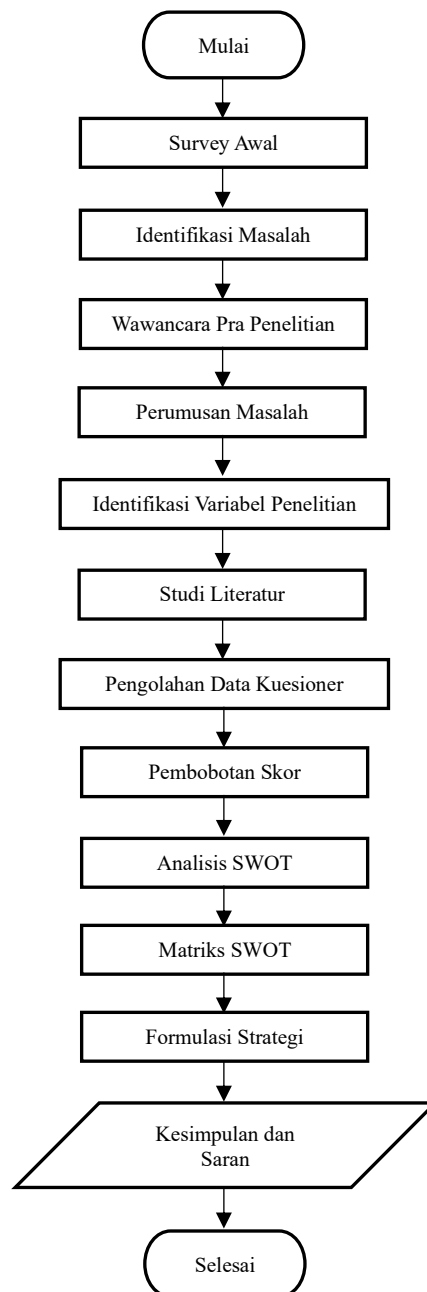 Mulai
Survey Awal
Identifikasi Masalah
Wawancara Pra Penelitian
Perumusan Masalah
Identifikasi Variabel Penelitian
Studi Literatur
Pengolahan Data Kuesioner
Pembobotan Skor
Analisis SWOT
Matriks SWOT
Formulasi Strategi
Kesimpulan dan
Saran
Selesai